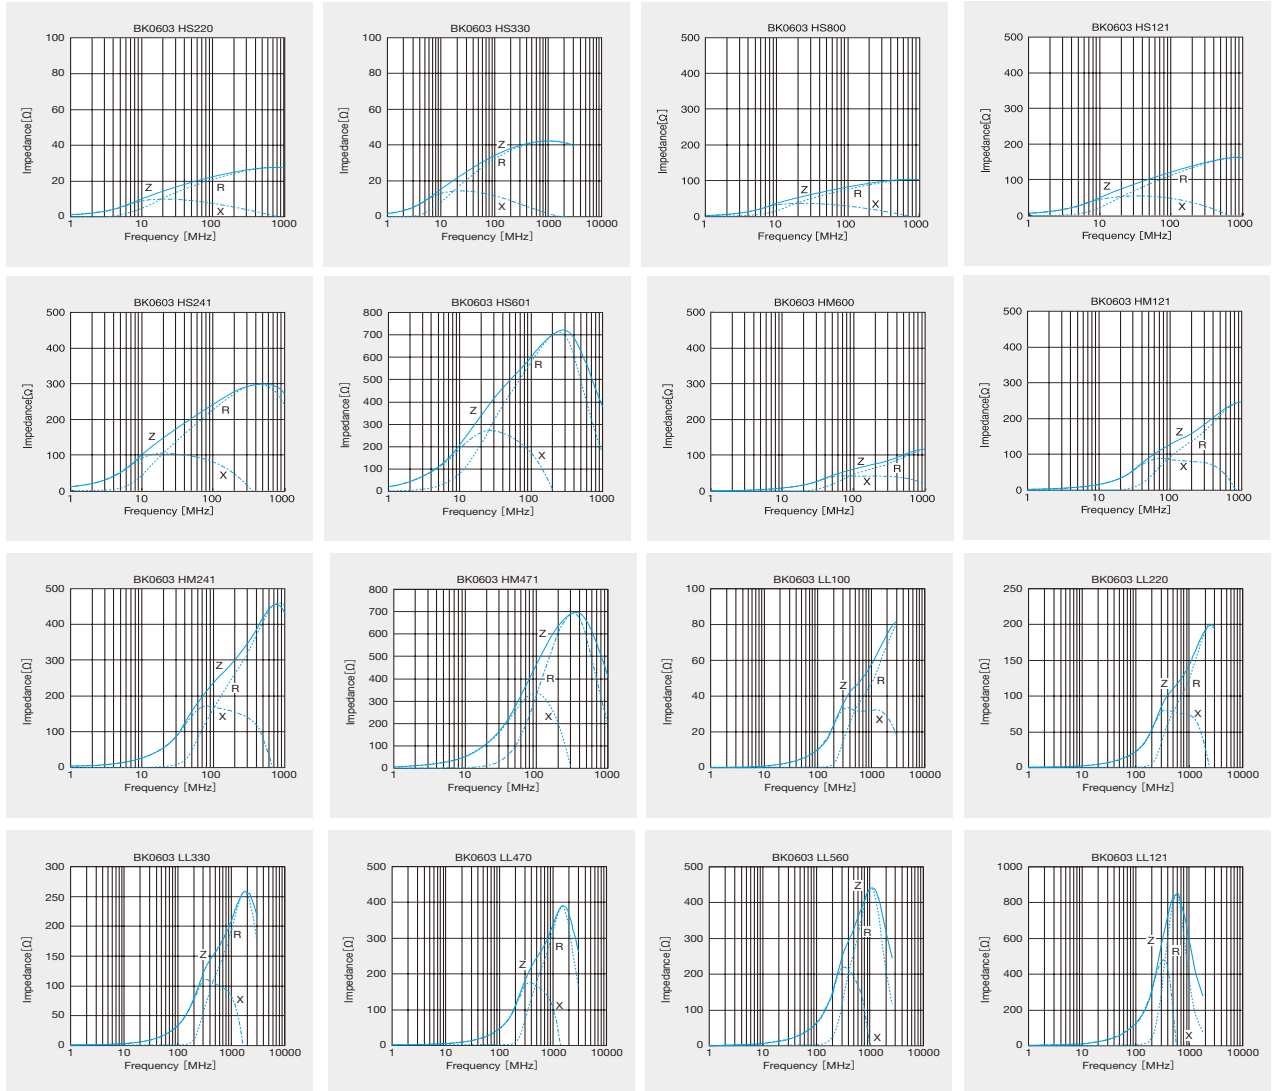 BK0603 HS220
Impedance[Ω]
100
80
60
40
20
0
Z
R
X
1 10 100 1000
Frequency [MHz]
BK0603 HS330
Impedance[Ω]
100
80
60
40
20
0
Z
R
X
1 10 100 1000 10000
Frequency [MHz]
BK0603 HS800
Impedance[Ω]
500
400
300
200
100
0
Z
R
X
1 10 100 1000
Frequency [MHz]
BK0603 HS121
Impedance[Ω]
500
400
300
200
100
0
Z
R
X
1 10 100 1000
Frequency [MHz]
BK0603 HS241
Impedance[Ω]
500
400
300
200
100
0
Z
R
X
1 10 100 1000
Frequency [MHz]
BK0603 HS601
Impedance[Ω]
800
700
600
500
400
300
200
100
0
Z
R
X
1 10 100 1000
Frequency [MHz]
BK0603 HM600
Impedance[Ω]
500
400
300
200
100
0
Z
R
X
1 10 100 1000
Frequency [MHz]
BK0603 HM121
Impedance[Ω]
500
400
300
200
100
0
Z
R
X
1 10 100 1000
Frequency [MHz]
BK0603 HM241
Impedance[Ω]
500
400
300
200
100
0
Z
R
X
1 10 100 1000
Frequency [MHz]
BK0603 HM471
Impedance[Ω]
800
700
600
500
400
300
200
100
0
Z
R
X
1 10 100 1000
Frequency [MHz]
BK0603 LL100
Impedance[Ω]
100
80
60
40
20
0
Z
R
X
1 10 100 1000 10000
Frequency [MHz]
BK0603 LL220
Impedance[Ω]
250
200
150
100
50
0
Z
R
X
1 10 100 1000 10000
Frequency [MHz]
BK0603 LL330
Impedance[Ω]
300
250
200
150
100
50
0
Z
R
X
1 10 100 1000 10000
Frequency [MHz]
BK0603 LL470
Impedance[Ω]
500
400
300
200
100
0
Z
R
X
1 10 100 1000 10000
Frequency [MHz]
BK0603 LL560
Impedance[Ω]
500
400
300
200
100
0
Z
R
X
1 10 100 1000 10000
Frequency [MHz]
BK0603 LL121
Impedance[Ω]
1000
800
600
400
200
0
Z
R
X
1 10 100 1000 10000
Frequency [MHz]